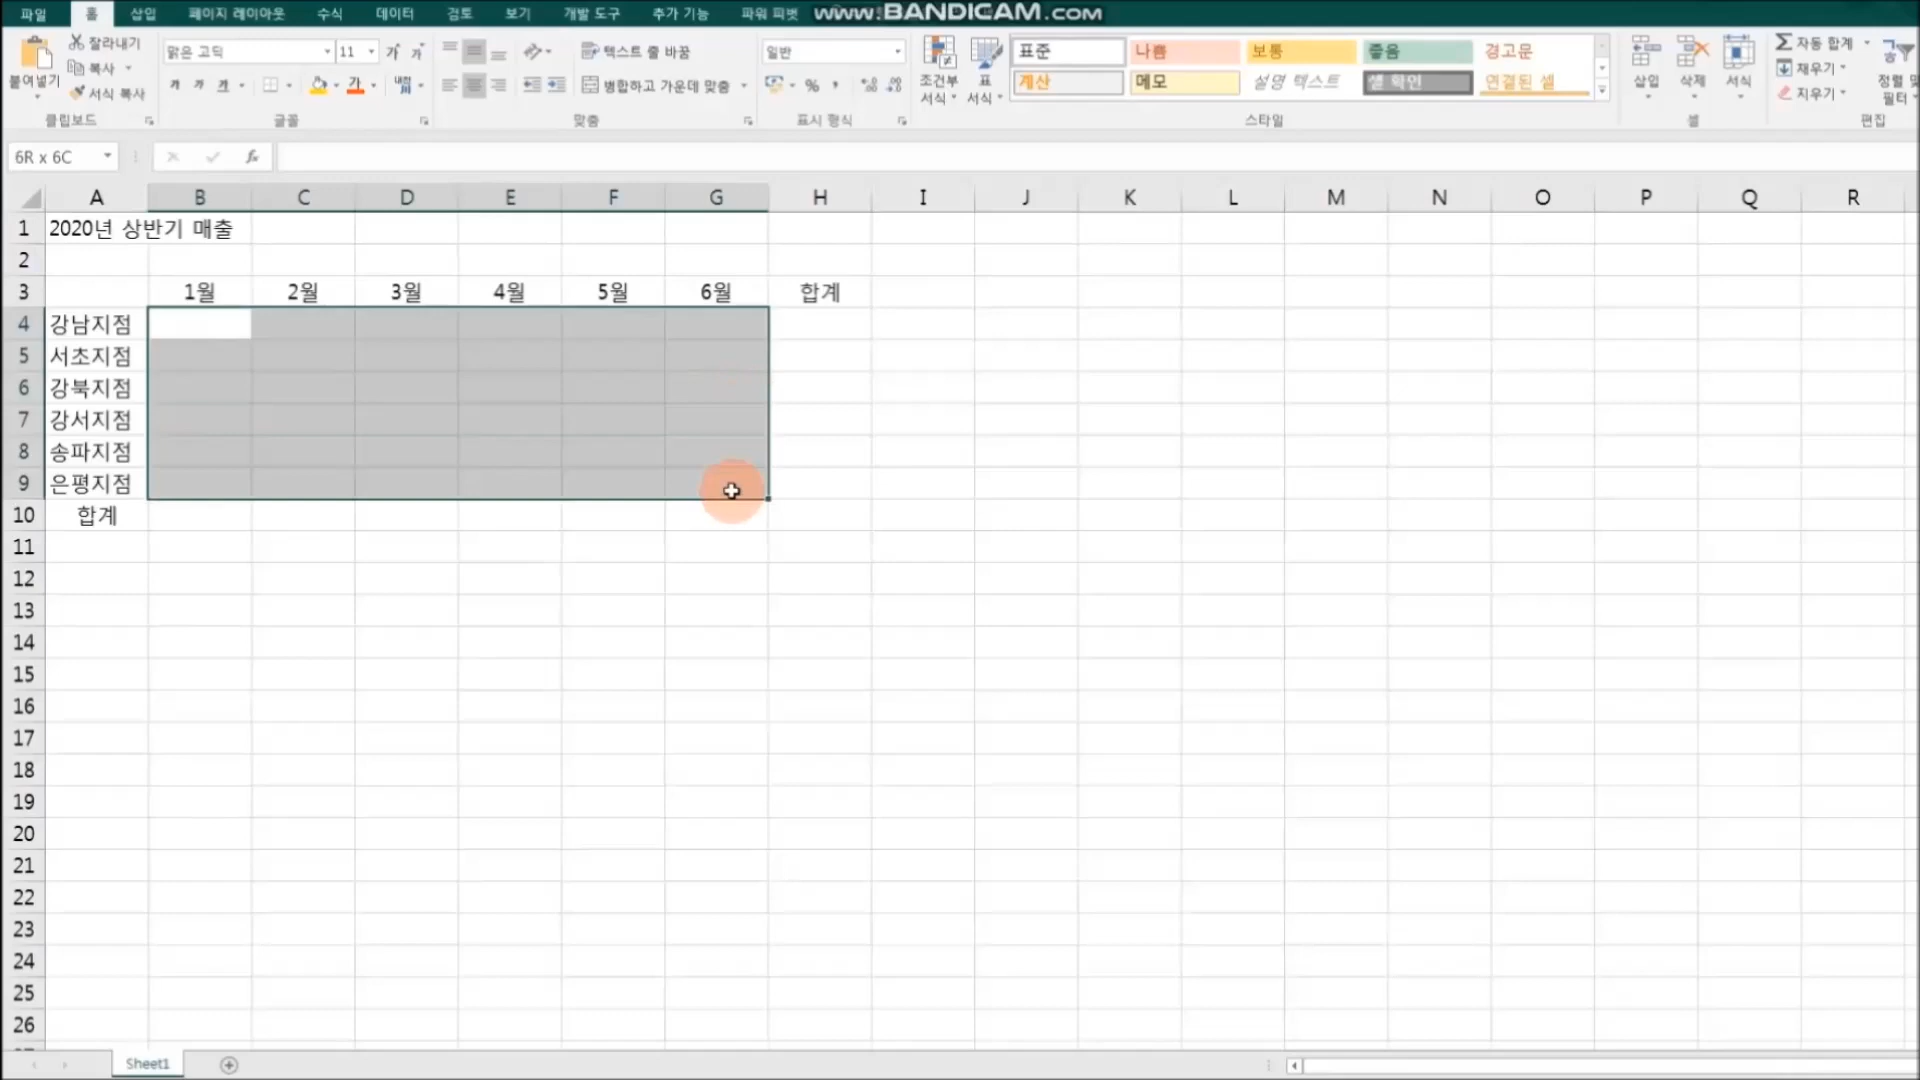 파일 홈 삽입 페이지 레이아웃 수식 데이터 검토 보기 개발 도구 추가 기능 파워 피벗 www.BANDICAM.com
붙여넣기 잘라내기 복사 서식 복사 클립보드
맑은 고딕 11 가 가
가 가 가 가 내천 글꼴
텍스트 줄 바꿈
병합하고 가운데 맞춤
맞춤
일반
% ,
표시 형식
조건부 서식 표 서식
표준 나쁨 보통 좋음 경고문
계산 메모 설명 텍스트 셀 확인 연결된 셀
스타일
삽입 삭제 서식
셀
자동 합계
채우기
지우기
정렬 및 필터
편집
6R x 6C fx
A B C D E F G H I J K L M N O P Q R
1 2020년 상반기 매출
2
3 1월 2월 3월 4월 5월 6월 합계
4 강남지점
5 서초지점
6 강북지점
7 강서지점
8 송파지점
9 은평지점
10 합계
11
12
13
14
15
16
17
18
19
20
21
22
23
24
25
26
Sheet1